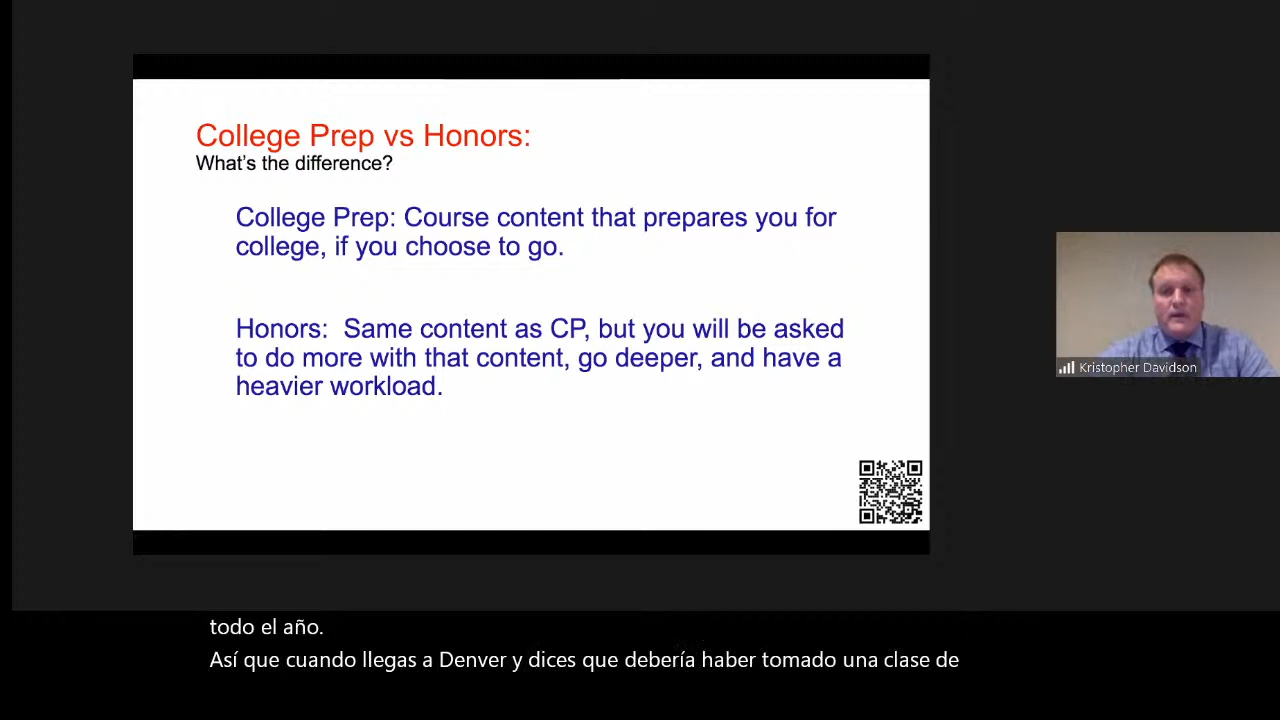 College Prep vs Honors:
What's the difference?
College Prep: Course content that prepares you for
college, if you choose to go.
Honors:  Same content as CP, but you will be asked
to do more with that content, go deeper, and have a
heavier workload.
Kristopher Davidson
todo el año.
Así que cuando llegas a Denver y dices que debería haber tomado una clase de